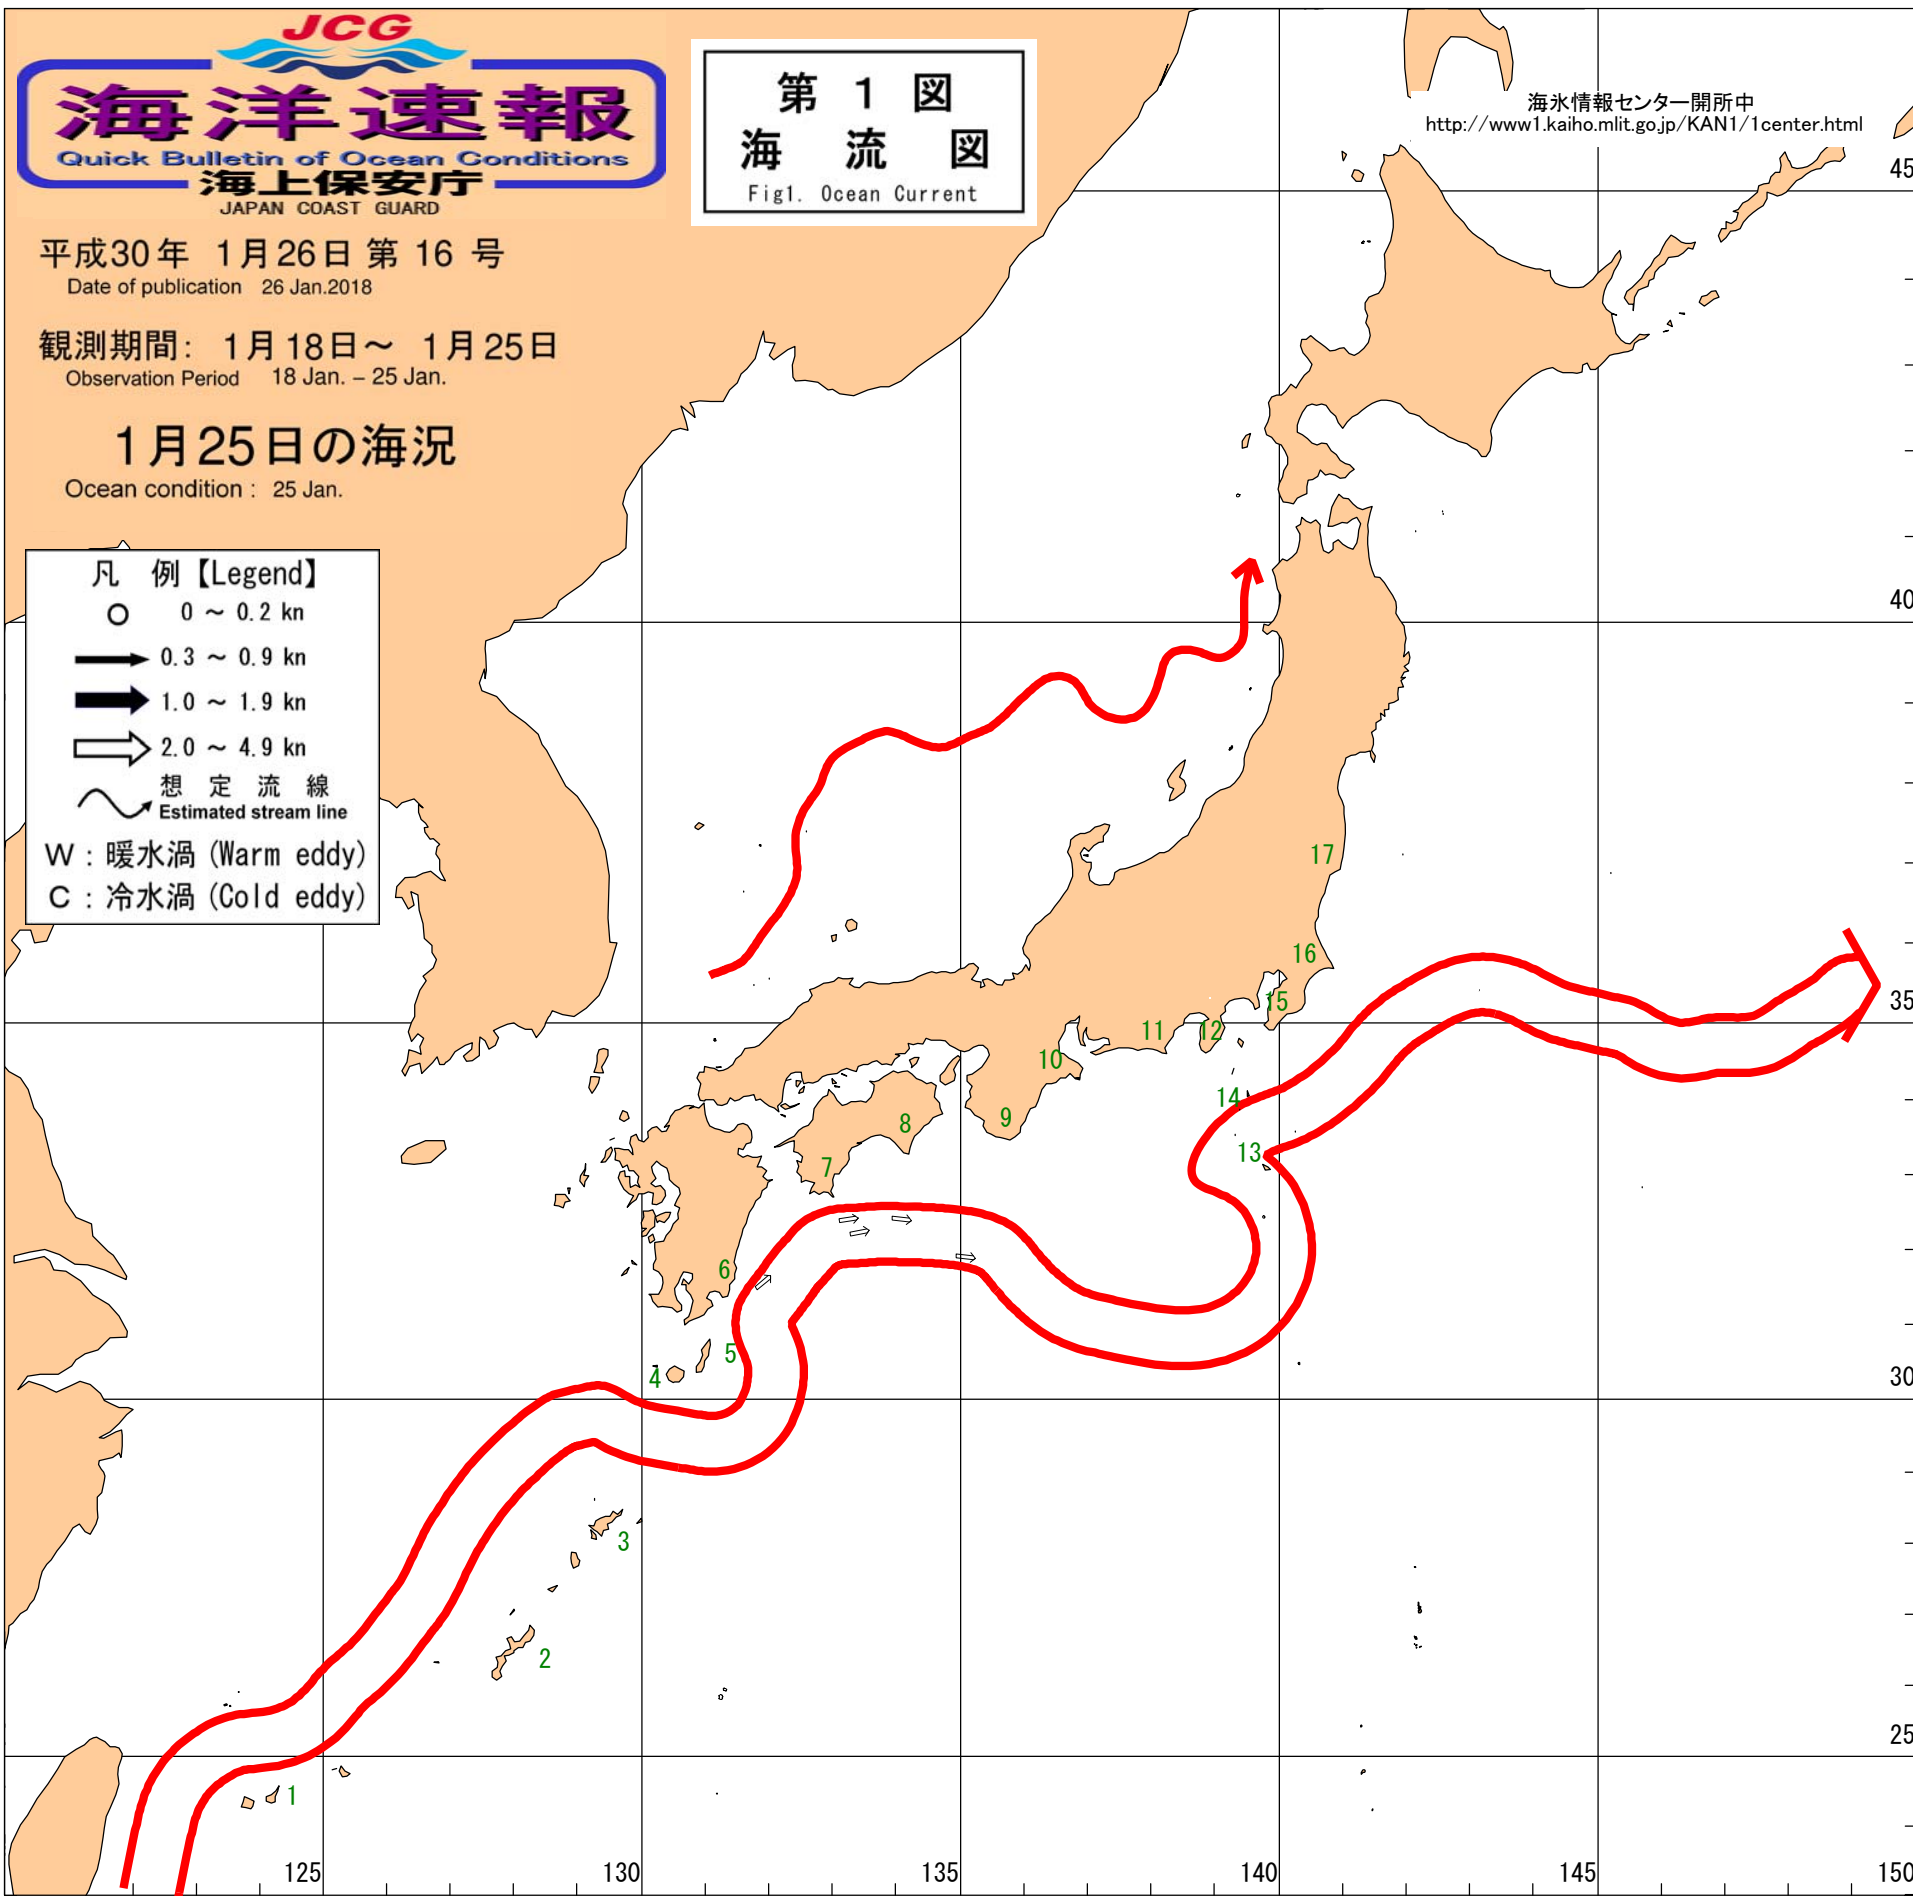 JCG
海洋速報
Quick Bulletin of Ocean Conditions
海上保安庁
JAPAN COAST GUARD
平成30年 1月26日 第 16 号
Date of publication 26 Jan.2018
観測期間: 1月18日～ 1月25日
Observation Period 18 Jan. – 25 Jan.
1月25日の海況
Ocean condition : 25 Jan.
第 1 図
海 流 図
Fig1. Ocean Current
海氷情報センター開所中
http://www1.kaiho.mlit.go.jp/KAN1/1center.html
凡 例【Legend】
0 ～ 0.2 kn
0.3 ～ 0.9 kn
1.0 ～ 1.9 kn
2.0 ～ 4.9 kn
想 定 流 線
Estimated stream line
W : 暖水渦 (Warm eddy)
C : 冷水渦 (Cold eddy)
45
40
35
30
25
17
16
15
12
11
10
14
9
8
13
7
6
5
4
3
2
1
125
130
135
140
145
150